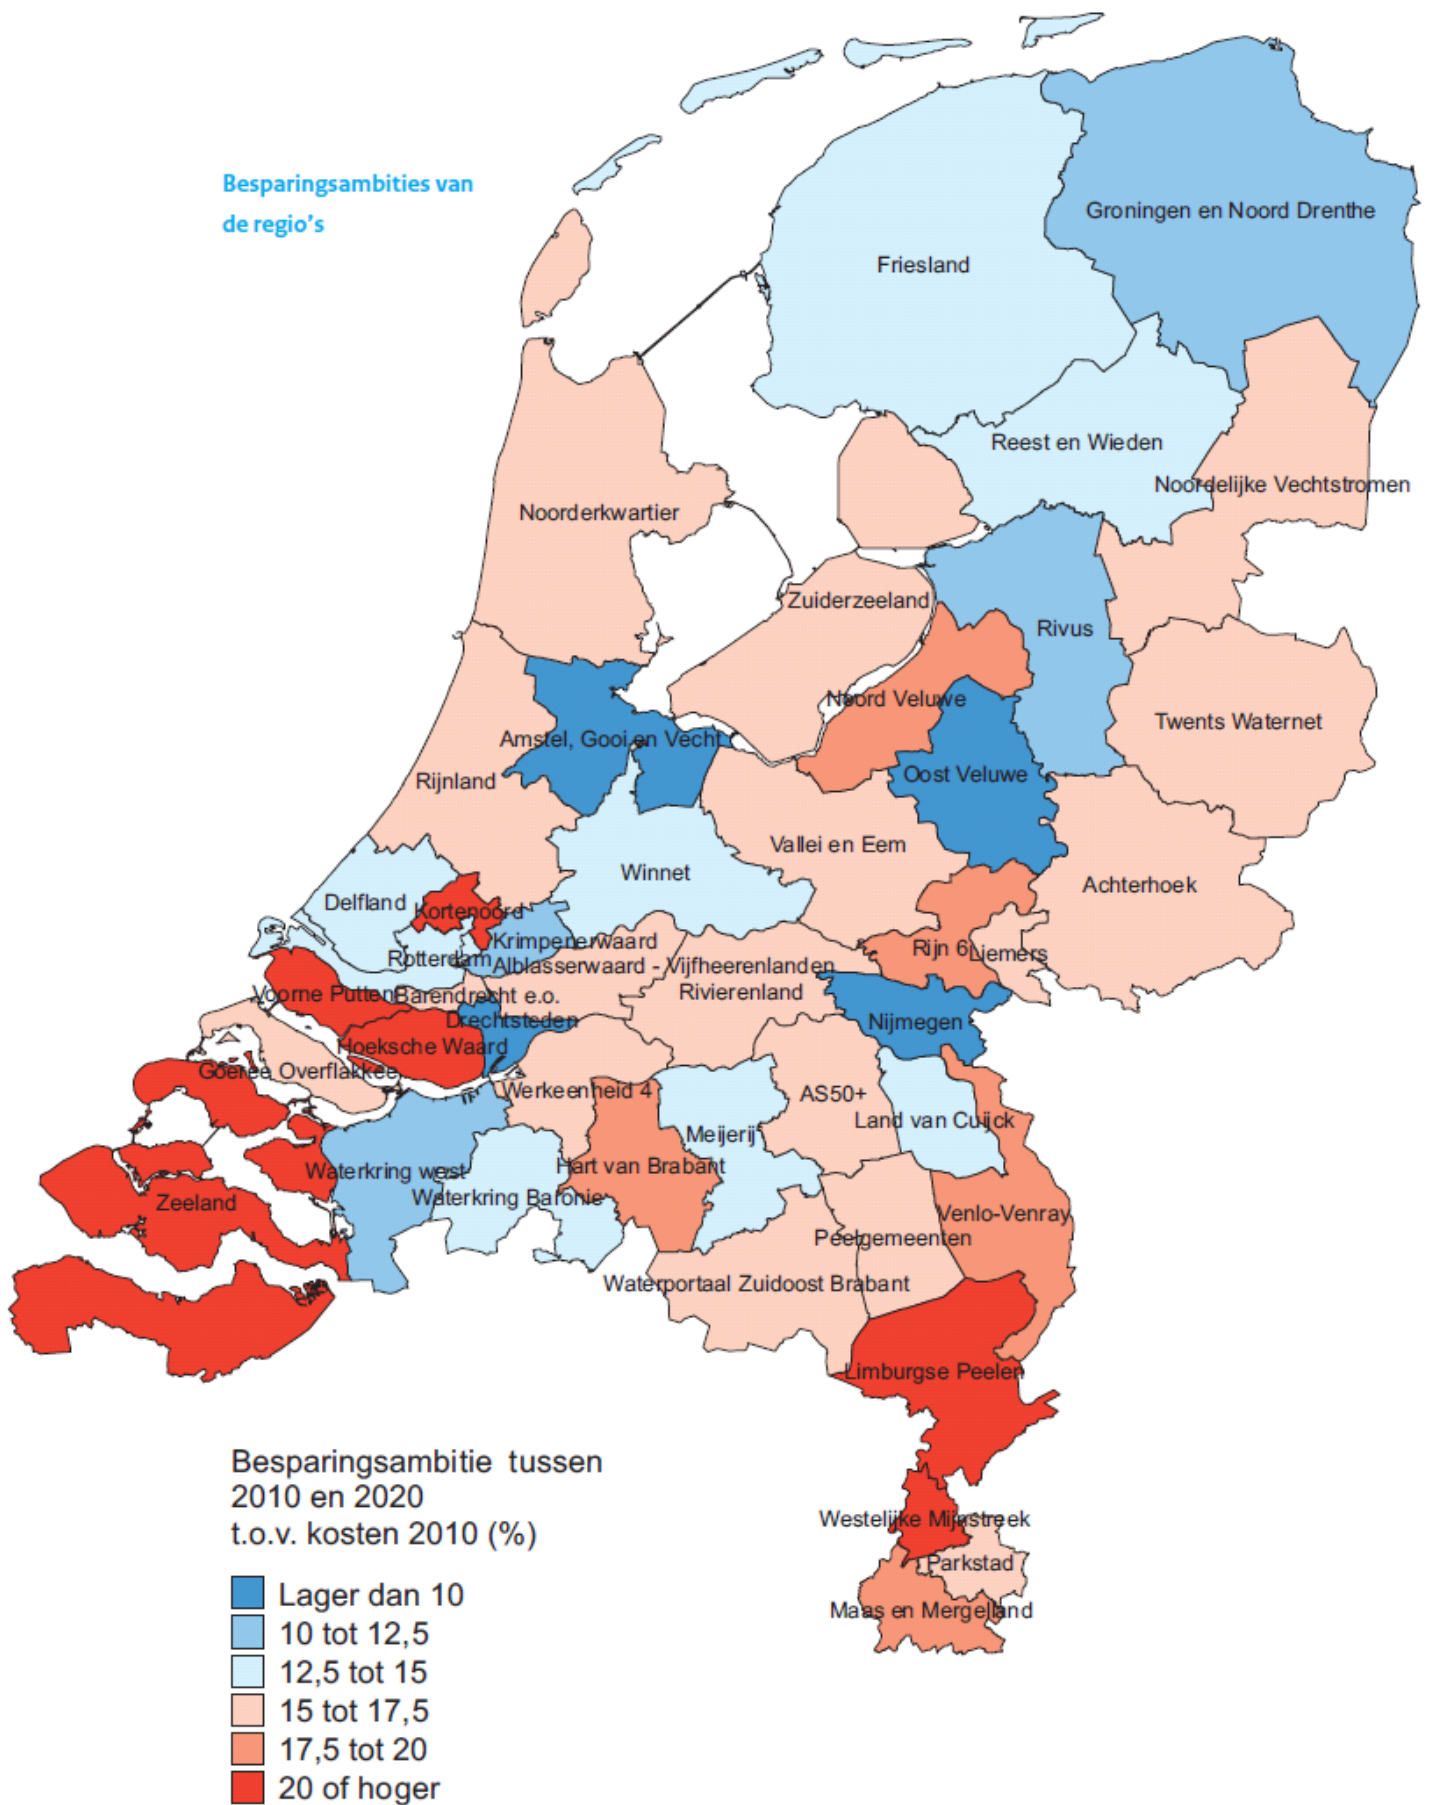 Besparingsambities van
de regio's
Groningen en Noord Drenthe
Friesland
Reest en Wieden
Noordelijke Vechtstromen
Noorderkwartier
Zuiderzeeland
Rivus
Noord Veluwe
Twents Waternet
Amstel, Gooi en Vecht
Oost Veluwe
Rijnland
Vallei en Eem
Winnet
Achterhoek
Delfland
Kortenoord
Krimpenerwaard
Rijn 6
Liemers
Rotterdam
Alblasserwaard - Vijfheerenlanden
Rivierenland
Voorne Putten
Barendrecht e.o.
Drechtsteden
Nijmegen
Hoeksche Waard
Goeree Overflakkee
Werkeenheid 4
AS50+
Land van Cuijck
Meijerij
Hart van Brabant
Waterkring west
Waterkring Baronie
Zeeland
Venlo-Venray
Peelgemeenten
Waterportaal Zuidoost Brabant
Limburgse Peelen
Westelijke Mijnstreek
Parkstad
Maas en Mergelland
Besparingsambitie tussen
2010 en 2020
t.o.v. kosten 2010 (%)
Lager dan 10
10 tot 12,5
12,5 tot 15
15 tot 17,5
17,5 tot 20
20 of hoger